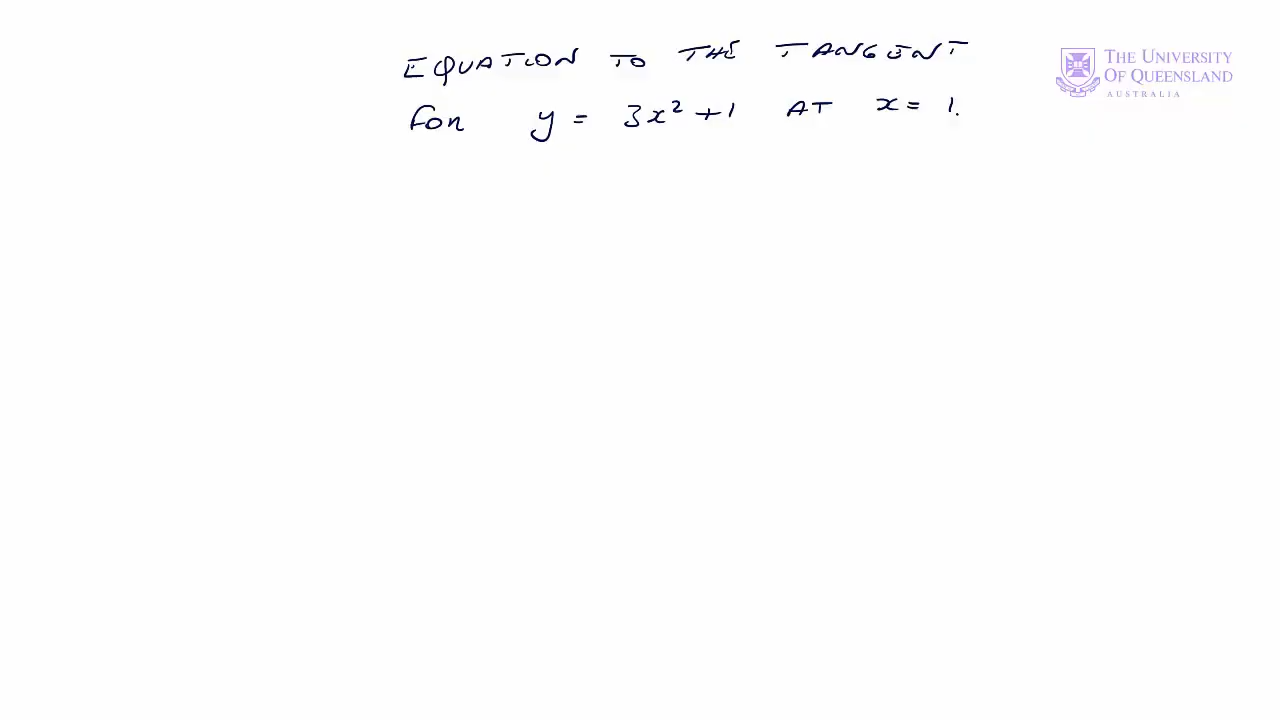 EQUATION TO THE TANGENT
For y = 3x² + 1 AT x = 1.
THE UNIVERSITY
OF QUEENSLAND
AUSTRALIA